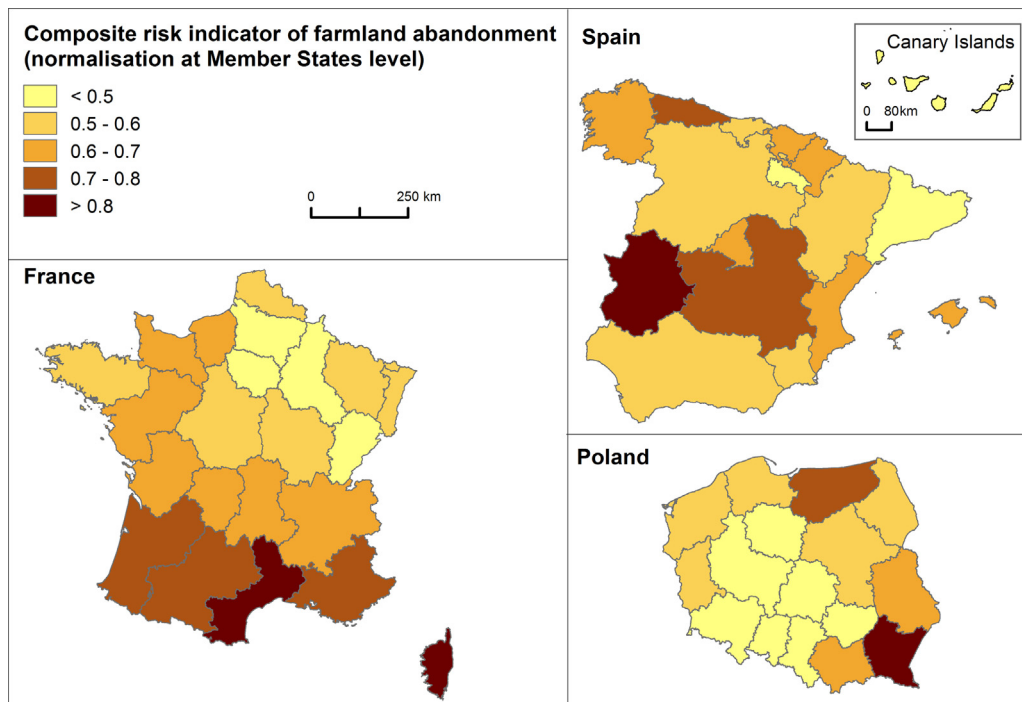 Composite risk indicator of farmland abandonment
(normalisation at Member States level)
< 0.5
0.5 - 0.6
0.6 - 0.7
0.7 - 0.8
> 0.8
0 250 km
France
Spain
Canary Islands
0 80km
Poland